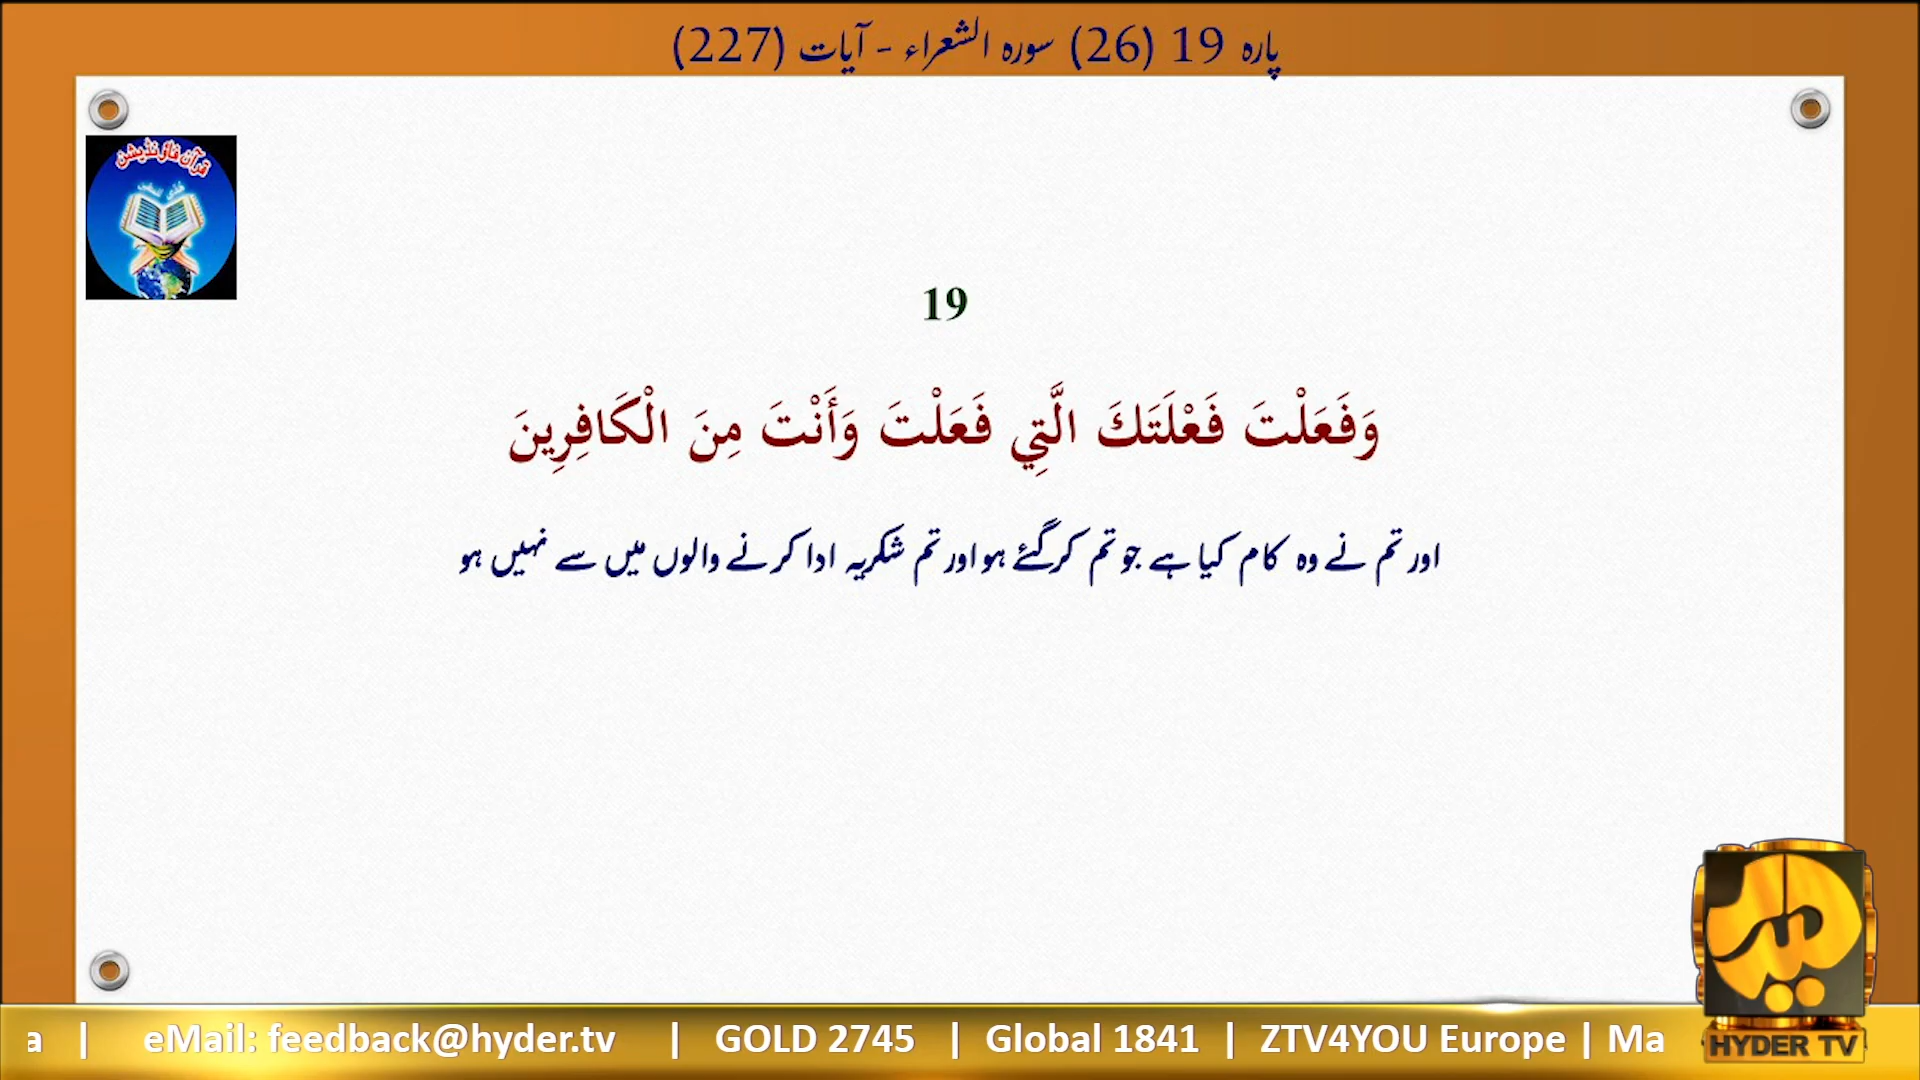 پارہ 19 (26) سورہ الشعراء - آیات (227)
قرآن فاؤنڈیشن
19
وَفَعَلْتَ فَعْلَتَكَ الَّتِي فَعَلْتَ وَأَنْتَ مِنَ الْكَافِرِينَ
اور تم نے وہ کام کیا ہے جو تم کر گئے ہو اور تم شکریہ ادا کرنے والوں میں سے نہیں ہو
a | eMail: feedback@hyder.tv | GOLD 2745 | Global 1841 | ZTV4YOU Europe | Ma
HYDER TV